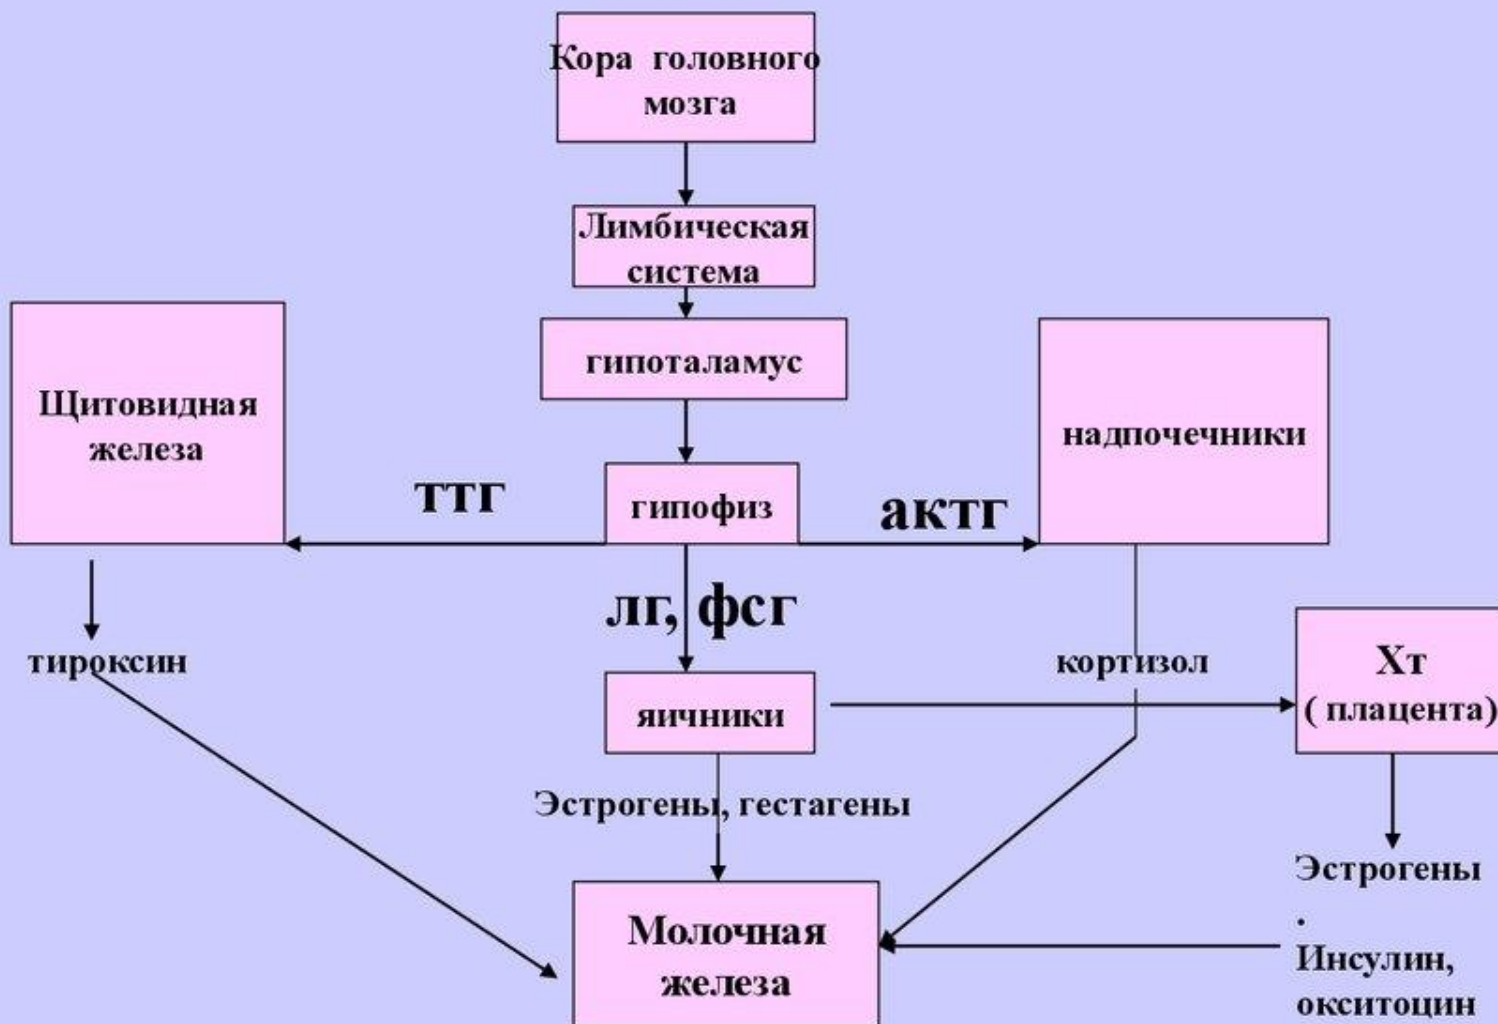 Кора головного
мозга
Лимбическая
система
гипоталамус
Щитовидная
железа
надпочечники
гипофиз
ттг
актг
лг, фсг
тироксин
кортизол
Хт
( плацента)
яичники
Эстрогены, гестагены
Эстрогены
.
Инсулин,
окситоцин
Молочная
железа